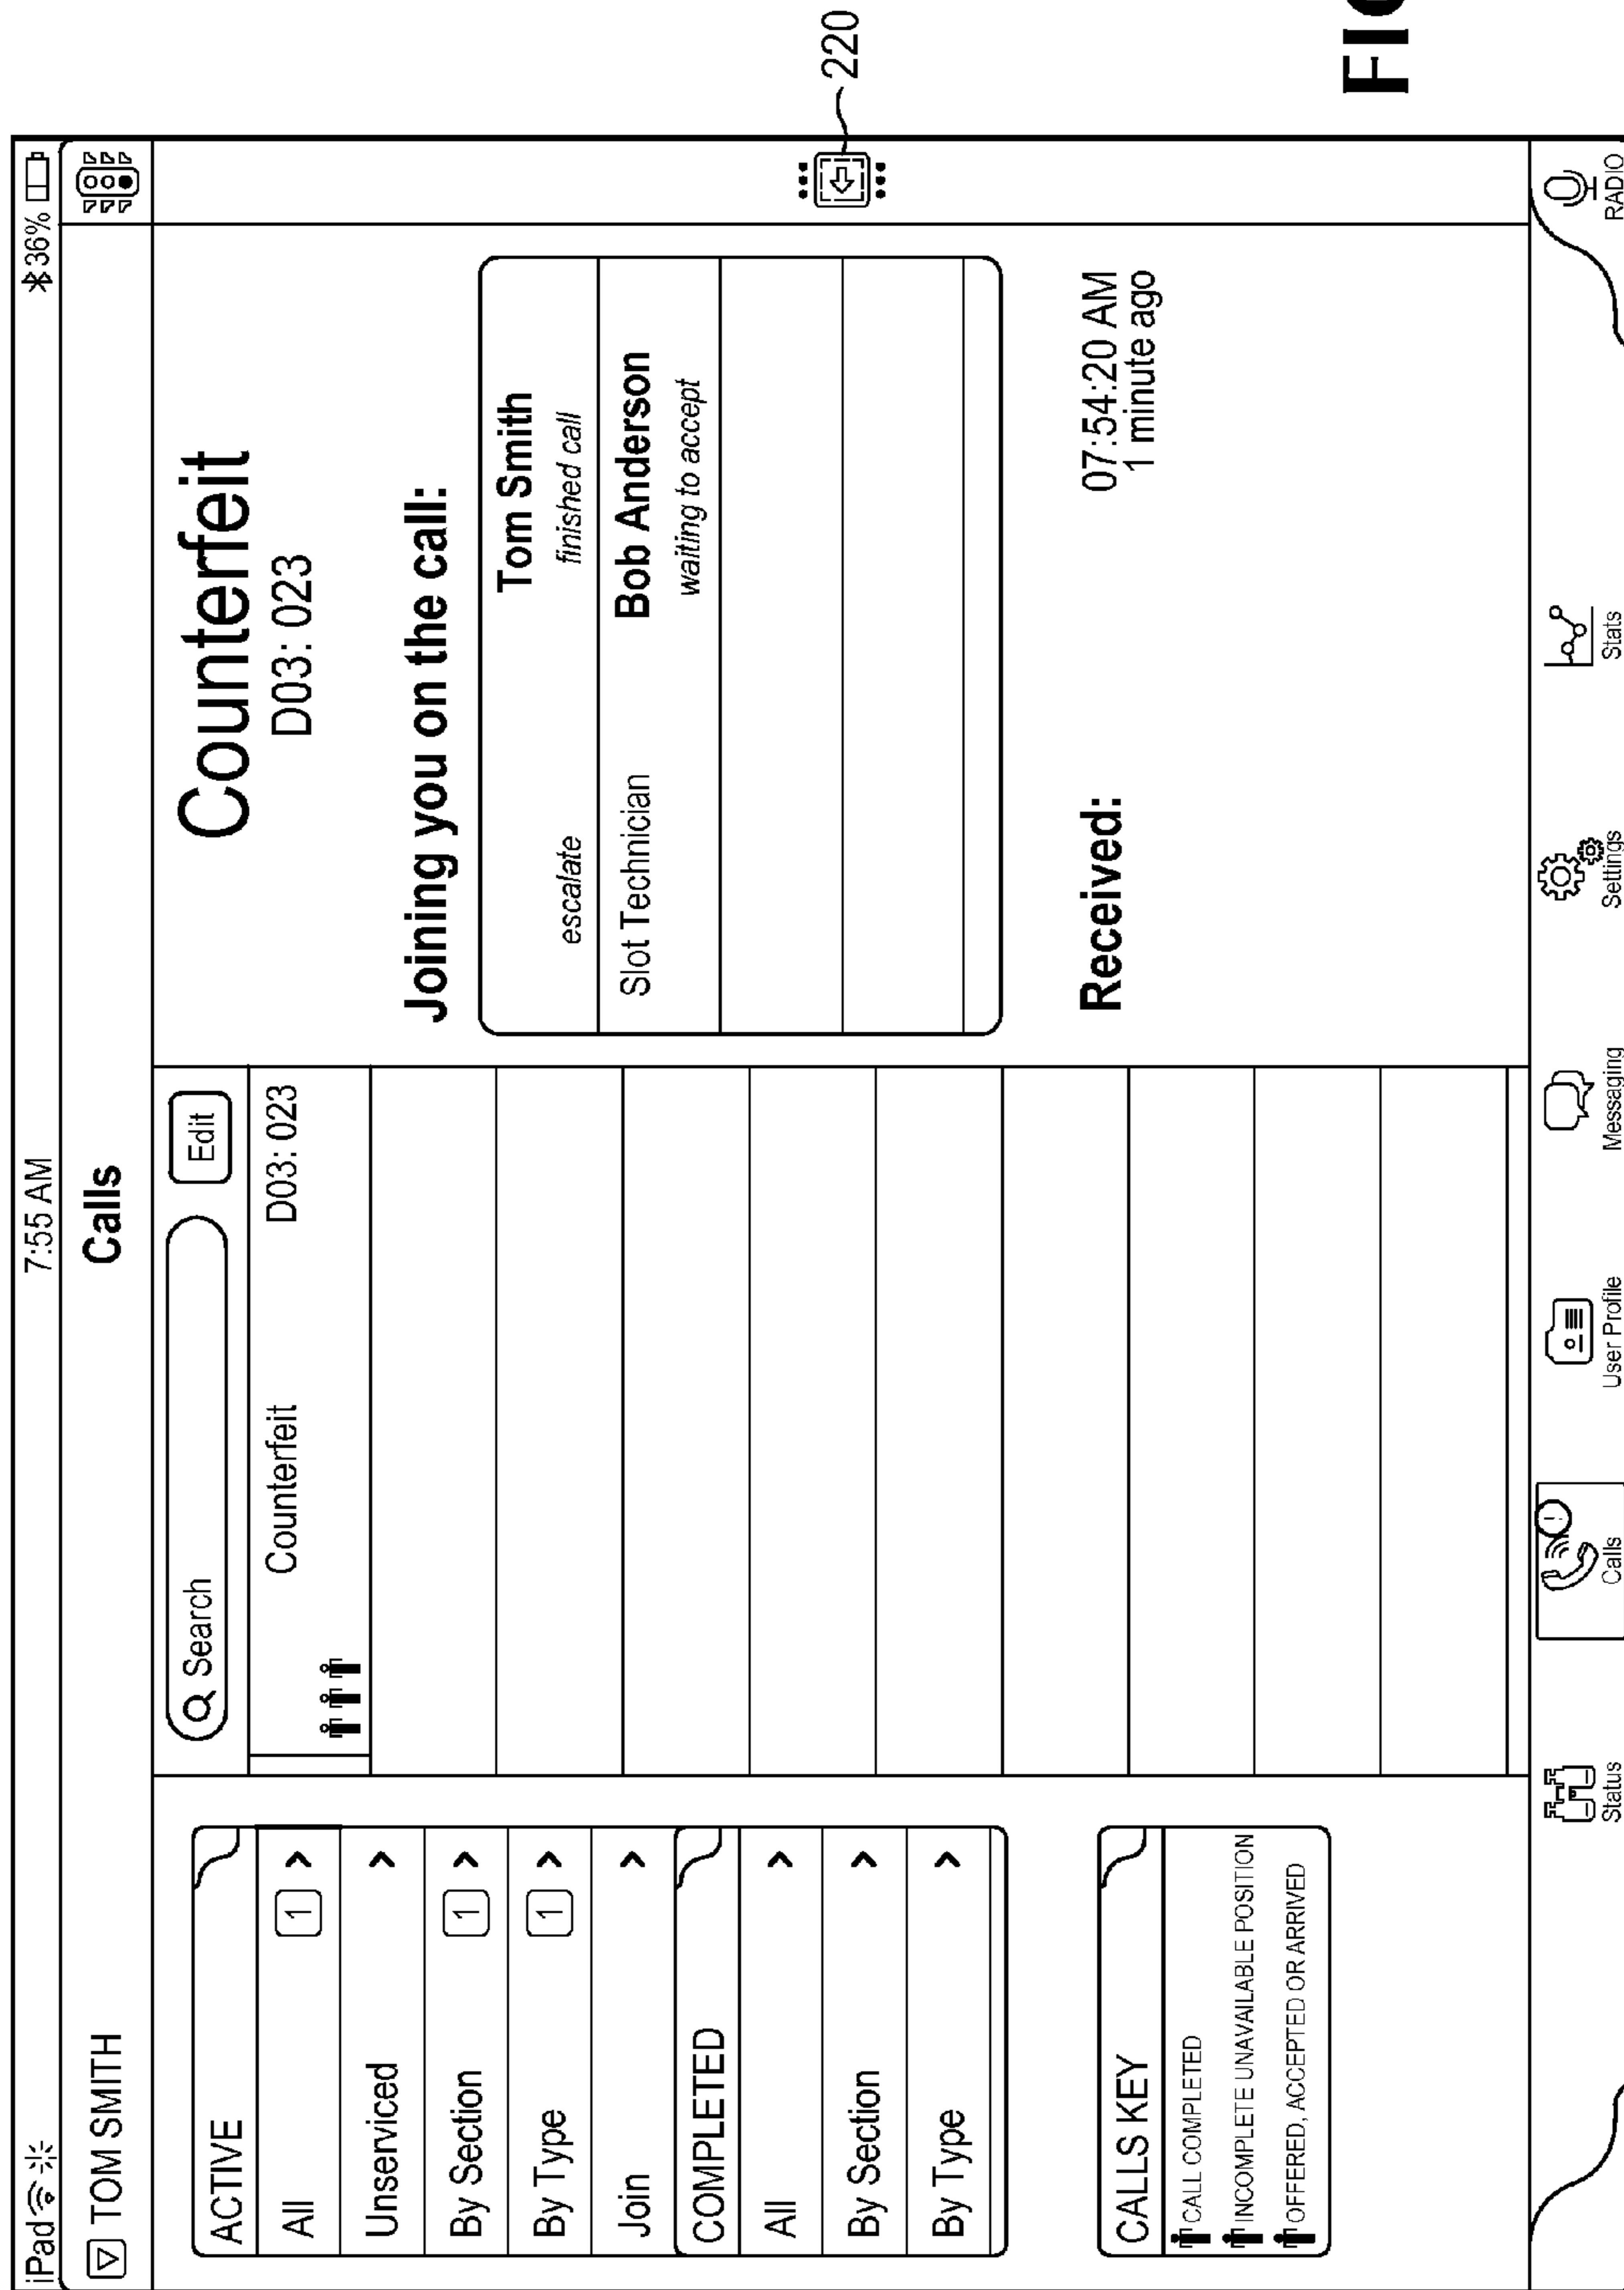 iPad 7:55 AM 36%
TOM SMITH Calls
ACTIVE
All 1 >
Unserviced >
By Section 1 >
By Type 1 >
Join >
COMPLETED
All >
By Section >
By Type >
CALLS KEY
CALL COMPLETED
INCOMPLETE UNAVAILABLE POSITION
OFFERED, ACCEPTED OR ARRIVED
Search Edit
Counterfeit D03: 023
Counterfeit
D03: 023
Joining you on the call:
Tom Smith
escalate finished call
Slot Technician Bob Anderson
waiting to accept
Received: 07:54:20 AM
1 minute ago
220
Status Calls User Profile Messaging Settings Stats RADIO